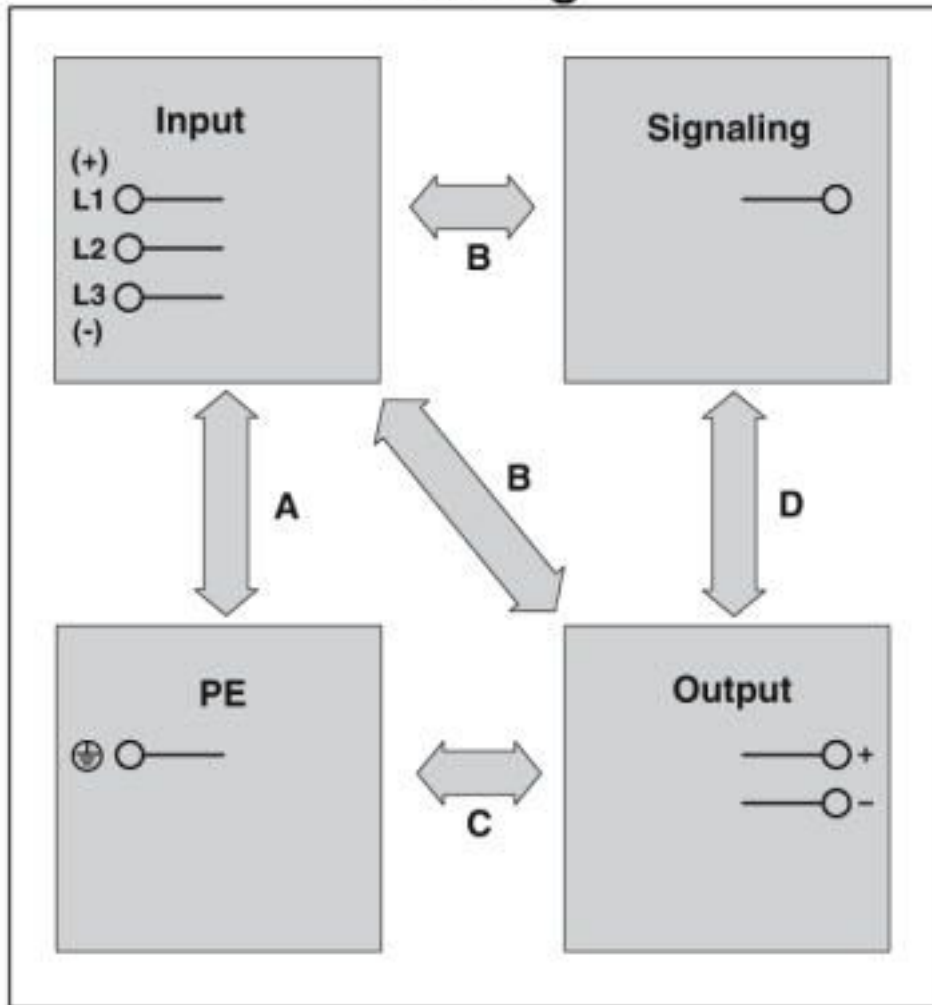 Input
(+)
L1
L2
L3
(-)
Signaling
B
A
B
D
PE
Output
+
–
C